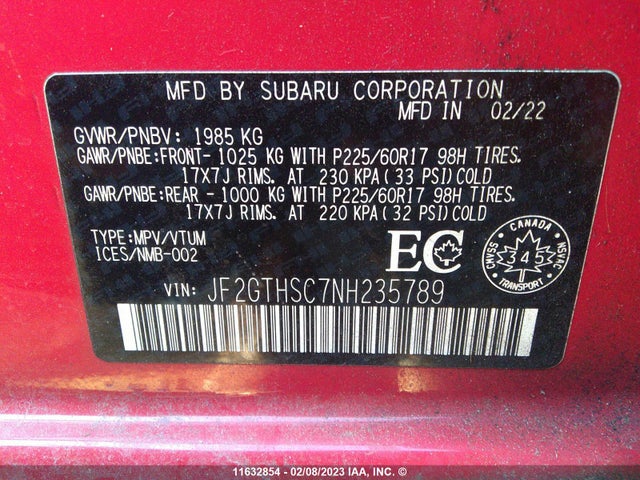 MFD BY SUBARU CORPORATION
MFD IN 02/22
GVWR/PNBV: 1985 KG
GAWR/PNBE:FRONT- 1025 KG WITH P225/60R17 98H TIRES.
17X7J RIMS. AT 230 KPA(33 PSI)COLD
GAWR/PNBE:REAR - 1000 KG WITH P225/60R17 98H TIRES.
17X7J RIMS. AT 220 KPA(32 PSI)COLD
TYPE:MPV/VTUM
ICES/NMB-002
EC
CANADA
CMVSS 345 NSVAC
TRANSPORT
VIN: JF2GTHSC7NH235789
11632854 - 02/08/2023 IAA, INC. ©